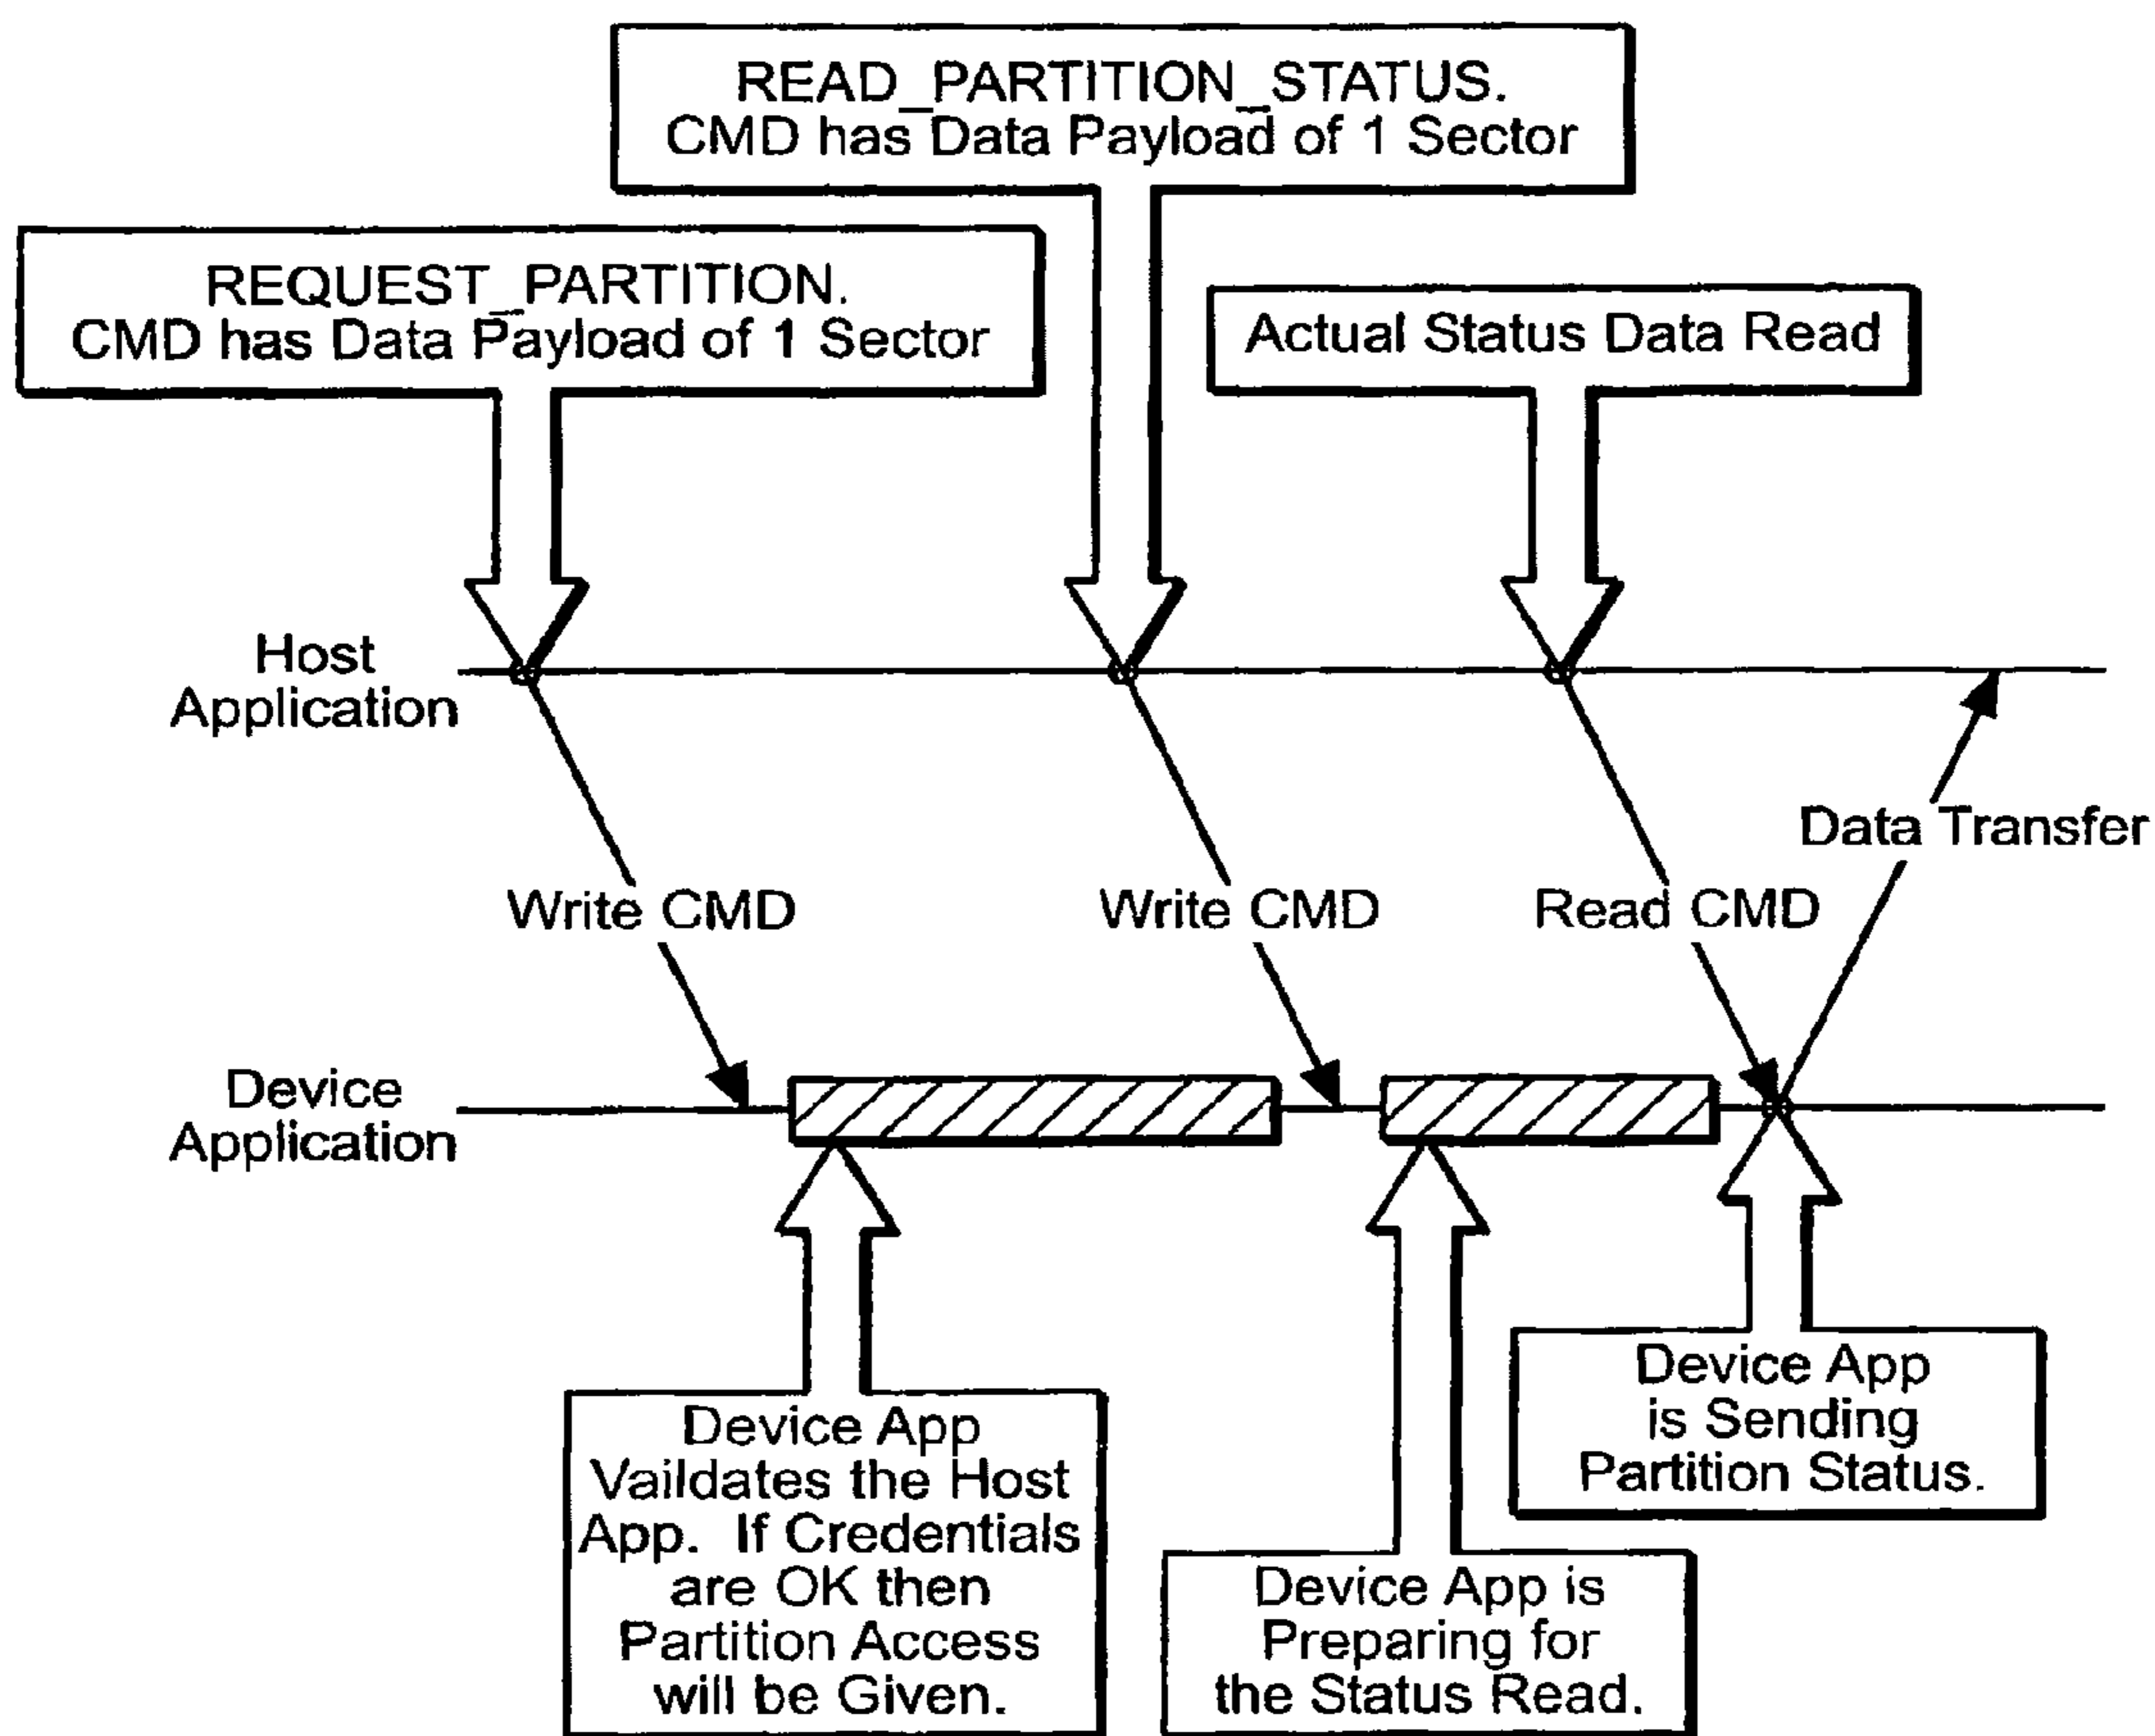 READ_PARTITION_STATUS.
CMD has Data Payload of 1 Sector
REQUEST_PARTITION.
CMD has Data Payload of 1 Sector
Actual Status Data Read
Host
Application
Data Transfer
Write CMD
Write CMD
Read CMD
Device
Application
Device App
Vaildates the Host
App. If Credentials
are OK then
Partition Access
will be Given.
Device App is
Preparing for
the Status Read.
Device App
is Sending
Partition Status.